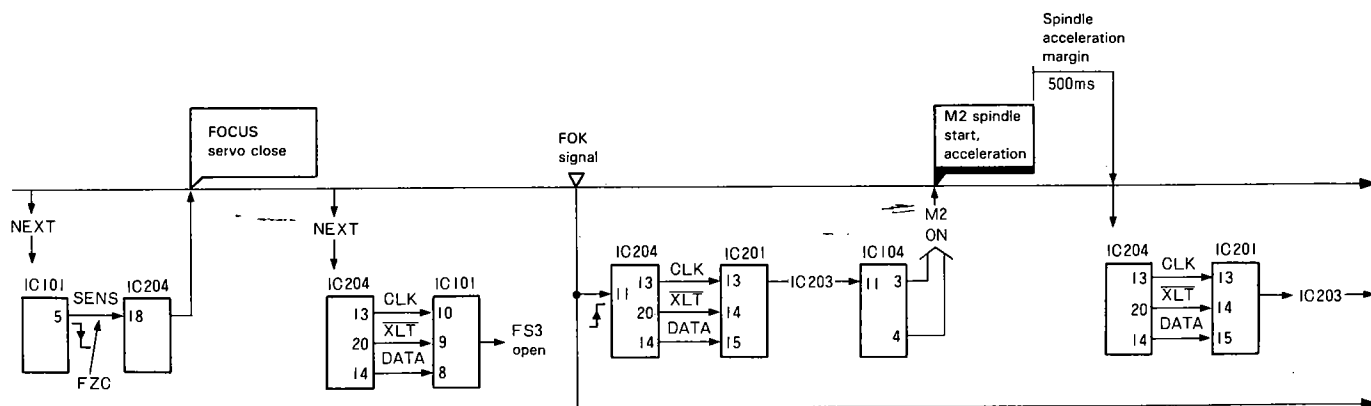 Spindle
acceleration
margin
500ms
FOCUS
servo close
FOK
signal
M2 spindle
start,
acceleration
NEXT
NEXT
M2
ON
IC101
SENS
IC204
5
18
FZC
IC204
CLK
IC101
13
10
XLT
20
9
DATA
14
8
FS3
open
IC204
CLK
IC201
11
13
13
XLT
20
14
DATA
14
15
IC203
IC104
11
3
4
IC204
CLK
IC201
13
13
XLT
20
14
DATA
14
15
IC203